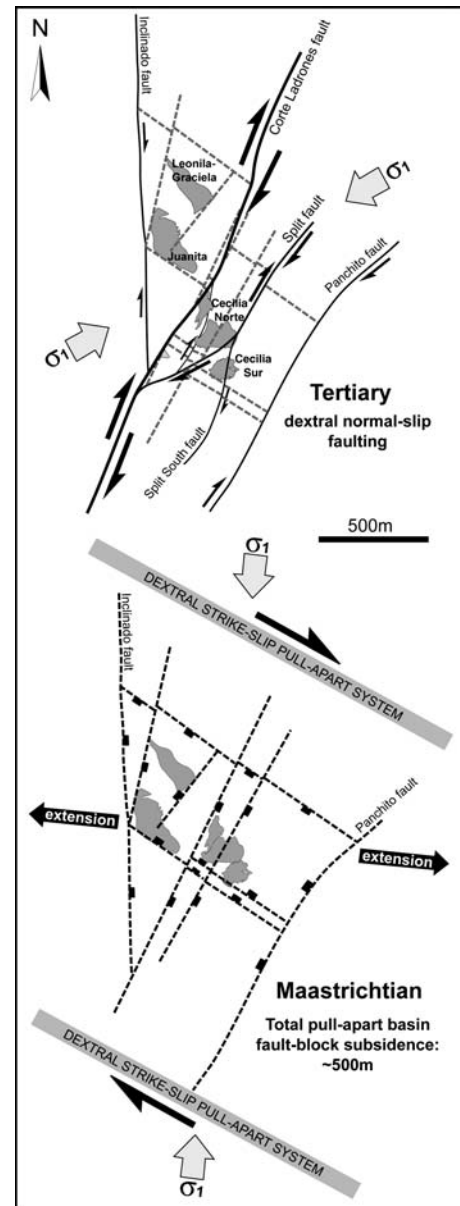 N
Inclinado fault
Corte Ladrones fault
Leonila-
Graciela
σ1
Split fault
Panchito fault
Juanita
Cecilia
Norte
σ1
Cecilia
Sur
Tertiary
dextral normal-slip
faulting
Split South fault
500m
σ1
DEXTRAL STRIKE-SLIP PULL-APART SYSTEM
Inclinado fault
Panchito fault
extension
extension
Maastrichtian
Total pull-apart basin
fault-block subsidence:
~500m
DEXTRAL STRIKE-SLIP PULL-APART SYSTEM
σ1